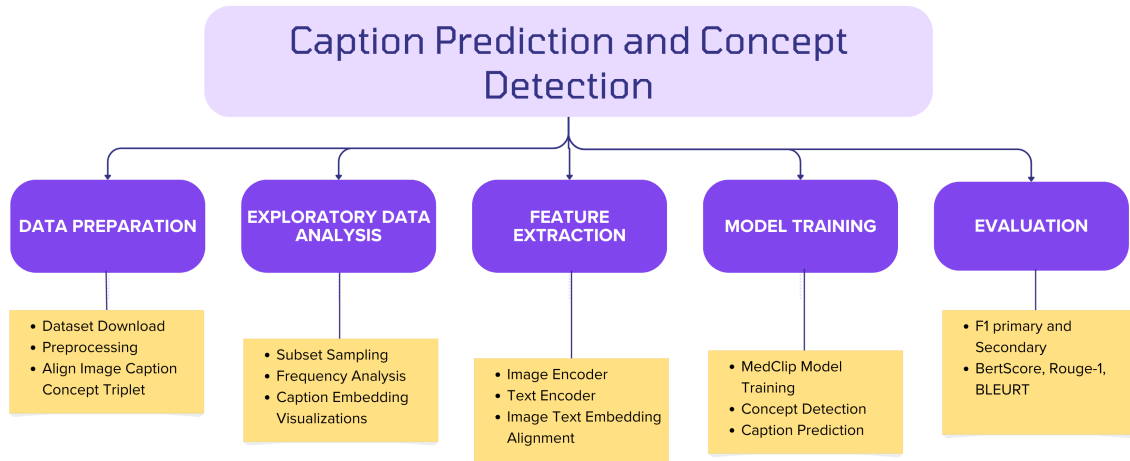 Caption Prediction and Concept
Detection
DATA PREPARATION
• Dataset Download
• Preprocessing
• Align Image Caption
Concept Triplet
EXPLORATORY DATA
ANALYSIS
• Subset Sampling
• Frequency Analysis
• Caption Embedding
Visualizations
FEATURE
EXTRACTION
• Image Encoder
• Text Encoder
• Image Text Embedding
Alignment
MODEL TRAINING
• MedClip Model
Training
• Concept Detection
• Caption Prediction
EVALUATION
• F1 primary and
Secondary
• BertScore, Rouge-1,
BLEURT